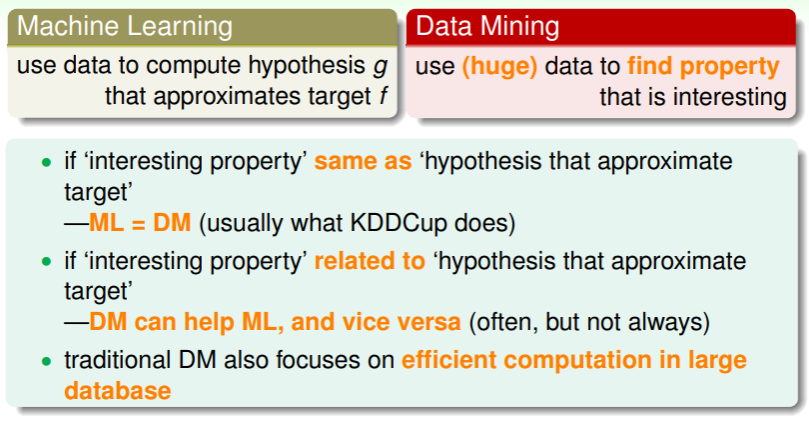 Machine Learning
use data to compute hypothesis g
that approximates target f
Data Mining
use (huge) data to find property
that is interesting
• if ‘interesting property’ same as ‘hypothesis that approximate
target’
—ML = DM (usually what KDDCup does)
• if ‘interesting property’ related to ‘hypothesis that approximate
target’
—DM can help ML, and vice versa (often, but not always)
• traditional DM also focuses on efficient computation in large
database